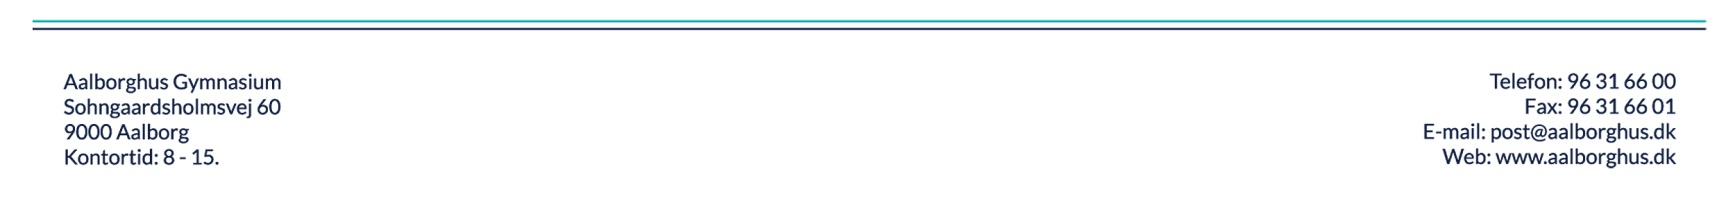 Aalborghus Gymnasium
Sohngaardsholmsvej 60
9000 Aalborg
Kontortid: 8 - 15.
Telefon: 96 31 66 00
Fax: 96 31 66 01
E-mail: post@aalborghus.dk
Web: www.aalborghus.dk